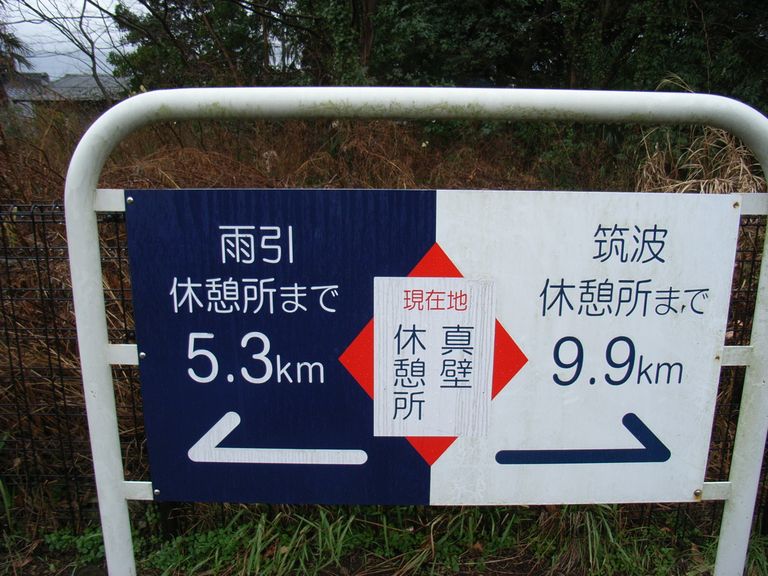 雨引
休憩所まで
5.3km
現在地
真壁
休憩所
筑波
休憩所まで
9.9km